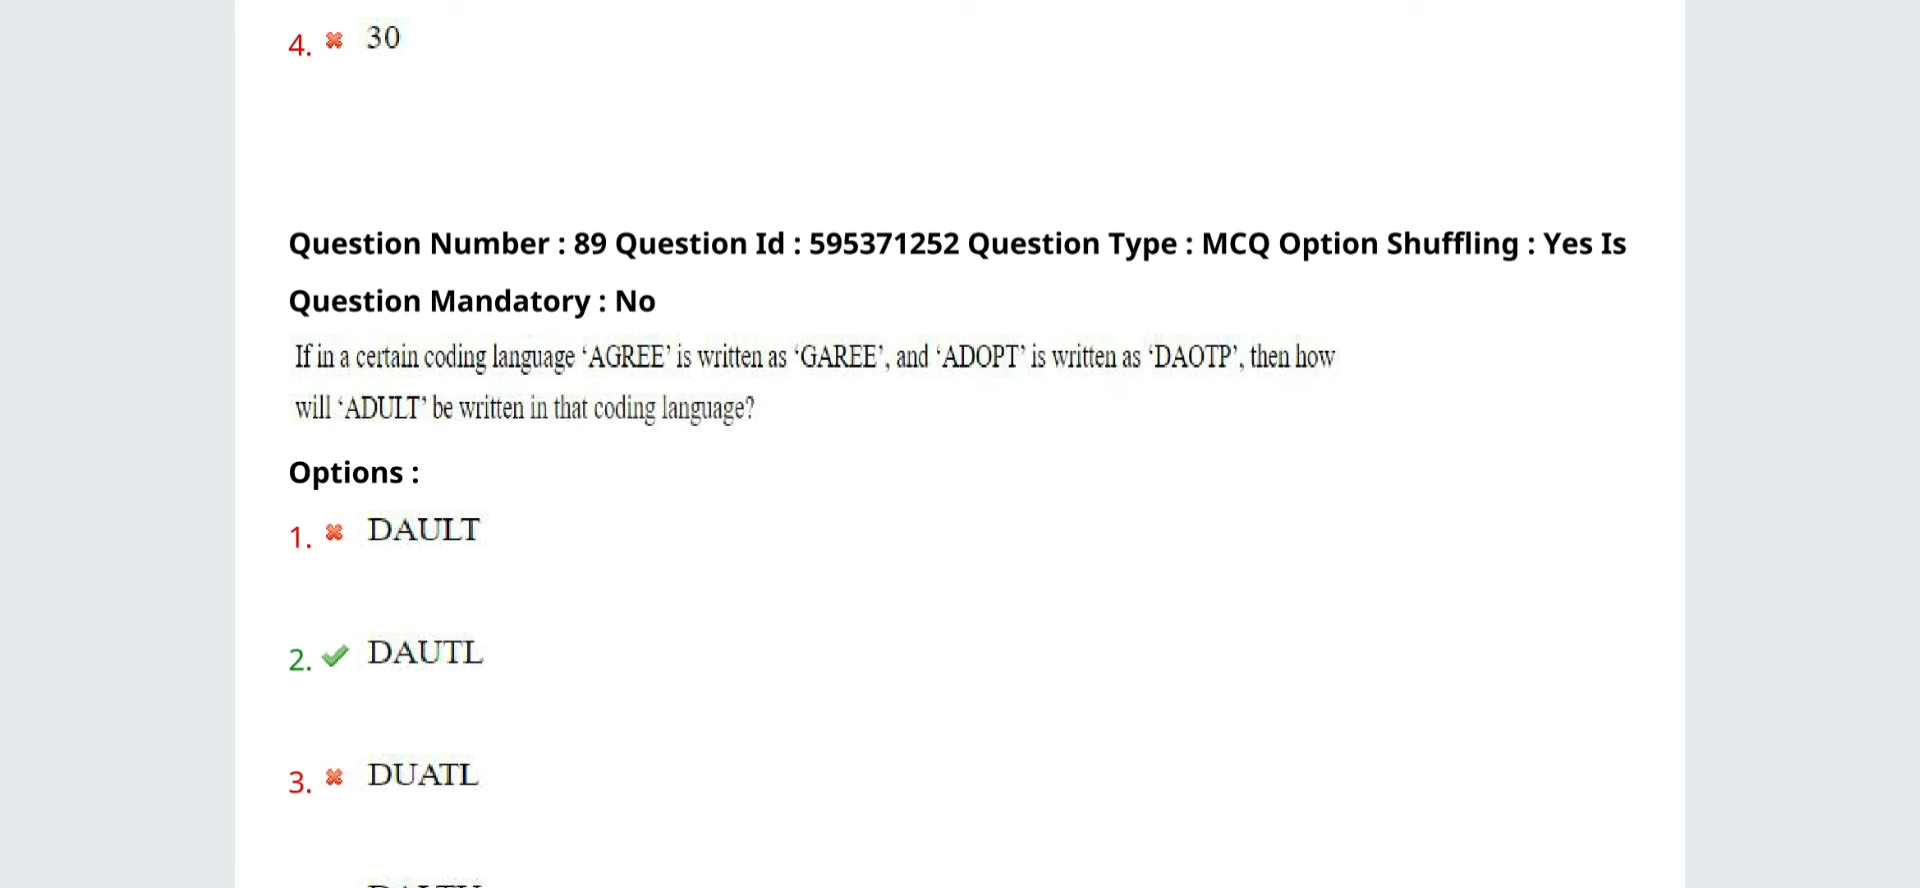 4. 30
Question Number : 89 Question Id : 595371252 Question Type : MCQ Option Shuffling : Yes Is
Question Mandatory : No
If in a certain coding language ‘AGREE’ is written as ‘GAREE’, and ‘ADOPT’ is written as ‘DAOTP’, then how
will ‘ADULT’ be written in that coding language?
Options :
1. DAULT
2. DAUTL
3. DUATL